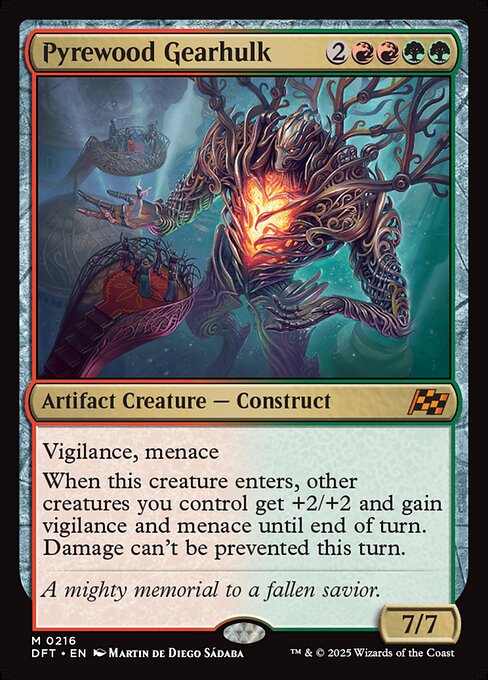 Pyrewood Gearhulk 2
Artifact Creature — Construct
Vigilance, menace
When this creature enters, other
creatures you control get +2/+2 and gain
vigilance and menace until end of turn.
Damage can't be prevented this turn.
A mighty memorial to a fallen savior.
7/7
M 0216
DFT • EN Martin de Diego Sádaba
™ & © 2025 Wizards of the Coast